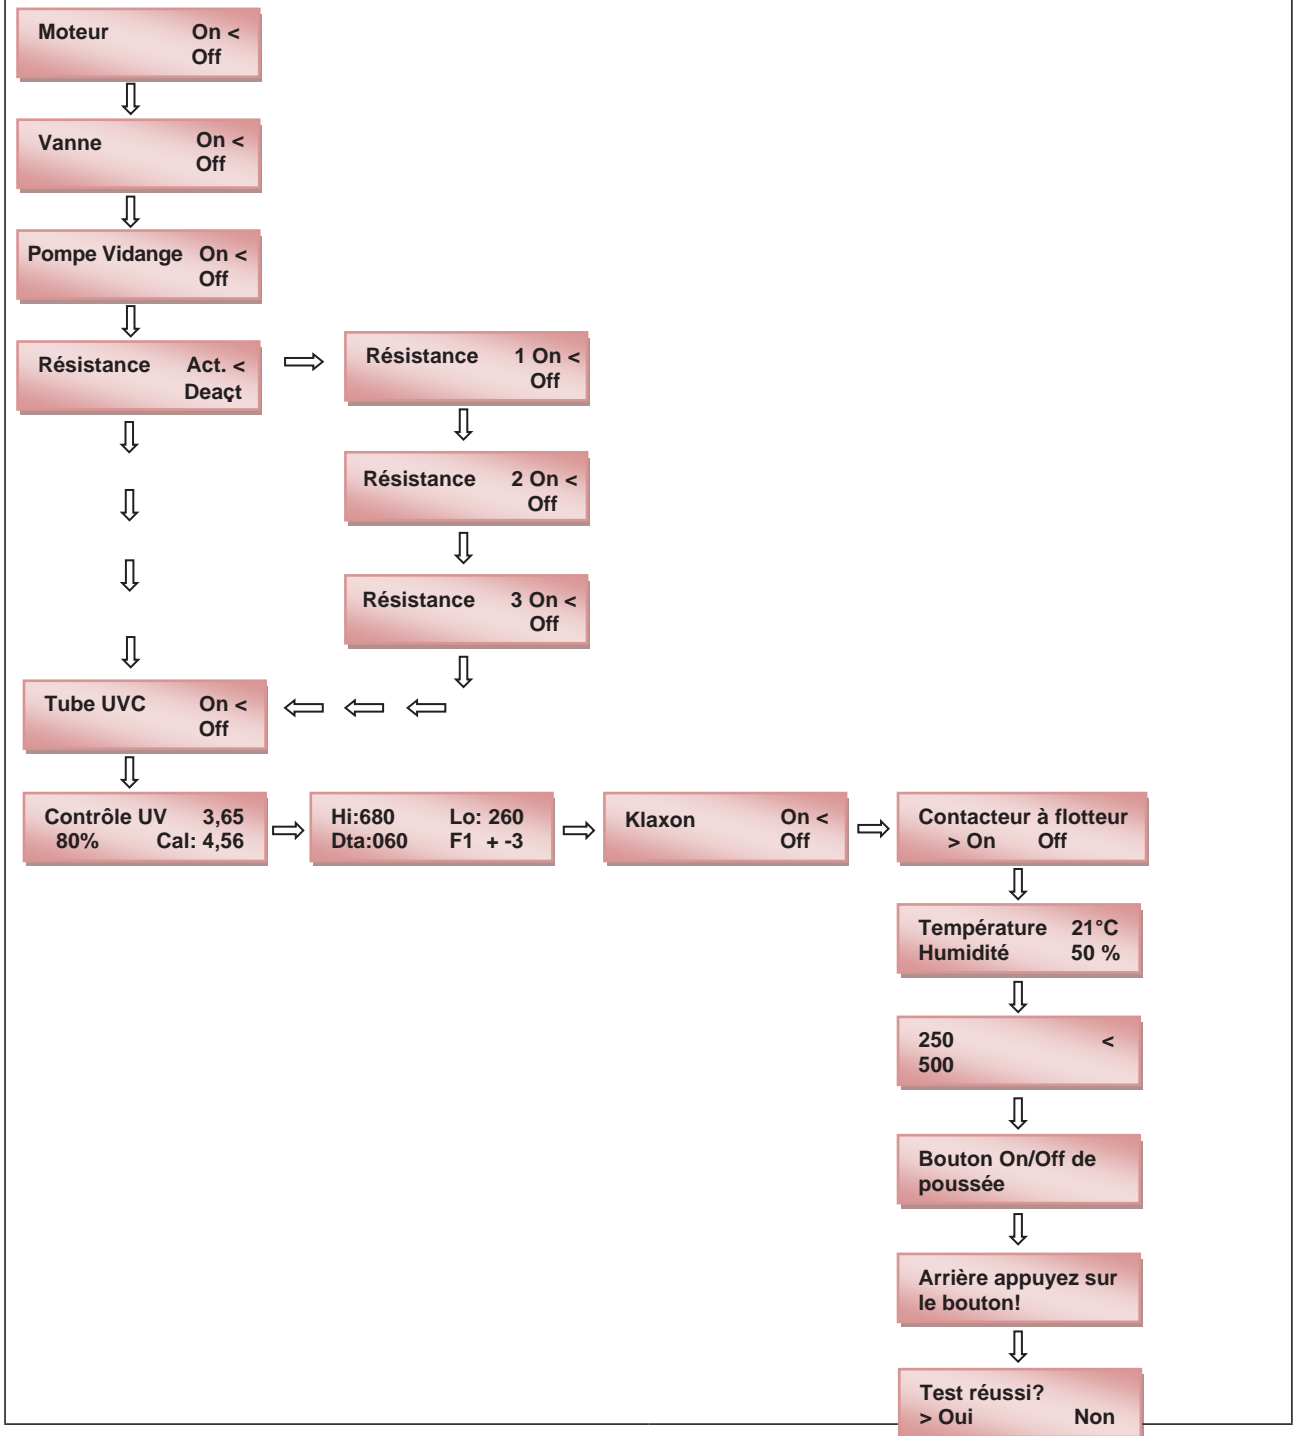 Moteur On <
Off
Vanne On <
Off
Pompe Vidange On <
Off
Résistance Act. <
Deaçt
Résistance 1 On <
Off
Résistance 2 On <
Off
Résistance 3 On <
Off
Tube UVC On <
Off
Contrôle UV 3,65
80% Cal: 4,56
Hi:680 Lo: 260
Dta:060 F1 + -3
Klaxon On <
Off
Contacteur à flotteur
> On Off
Température 21°C
Humidité 50 %
250 <
500
Bouton On/Off de
poussée
Arrière appuyez sur
le bouton!
Test réussi?
> Oui Non